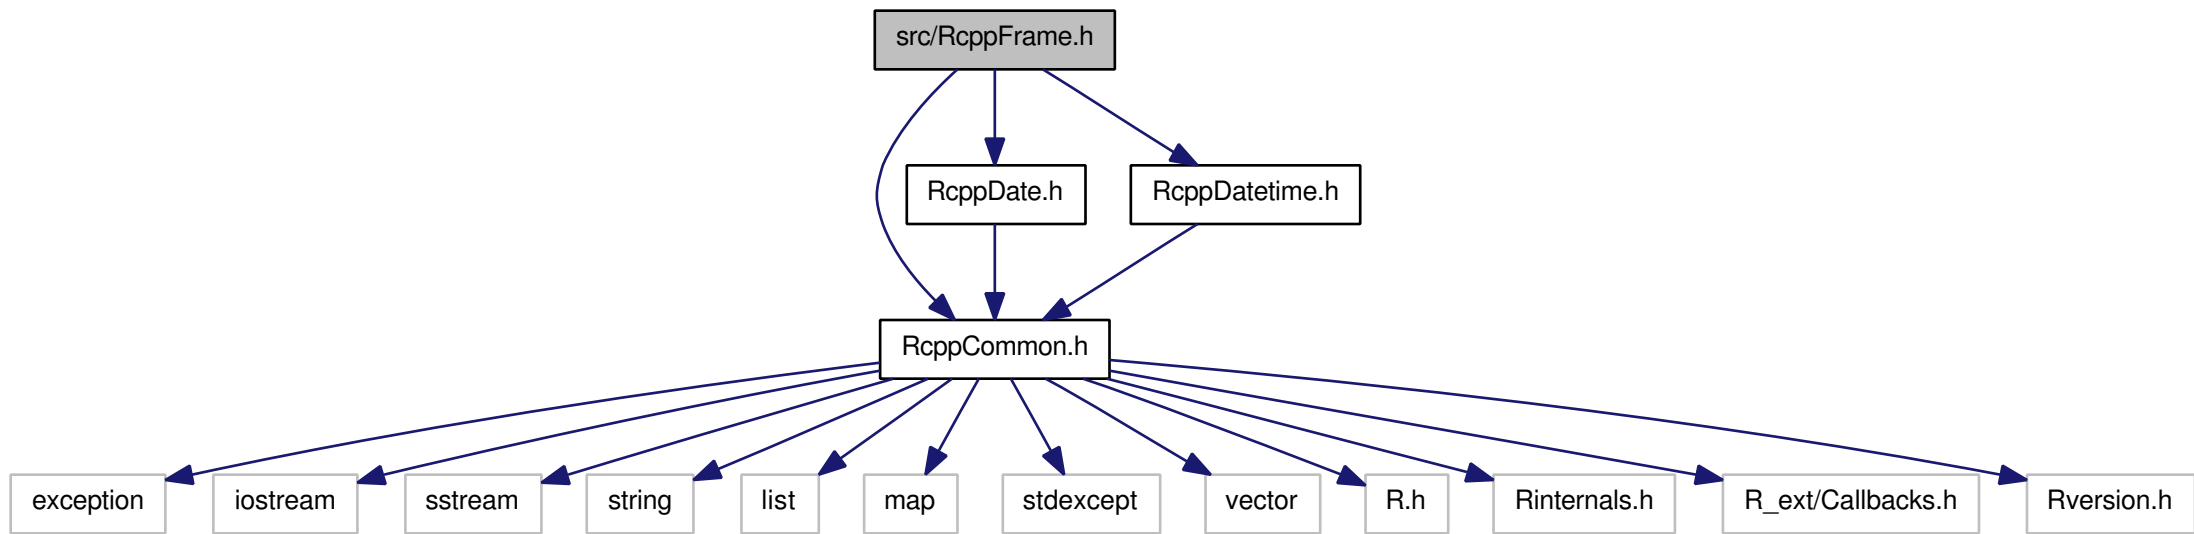 src/RcppFrame.h
RcppDate.h
RcppDatetime.h
RcppCommon.h
exception
iostream
sstream
string
list
map
stdexcept
vector
R.h
Rinternals.h
R_ext/Callbacks.h
Rversion.h